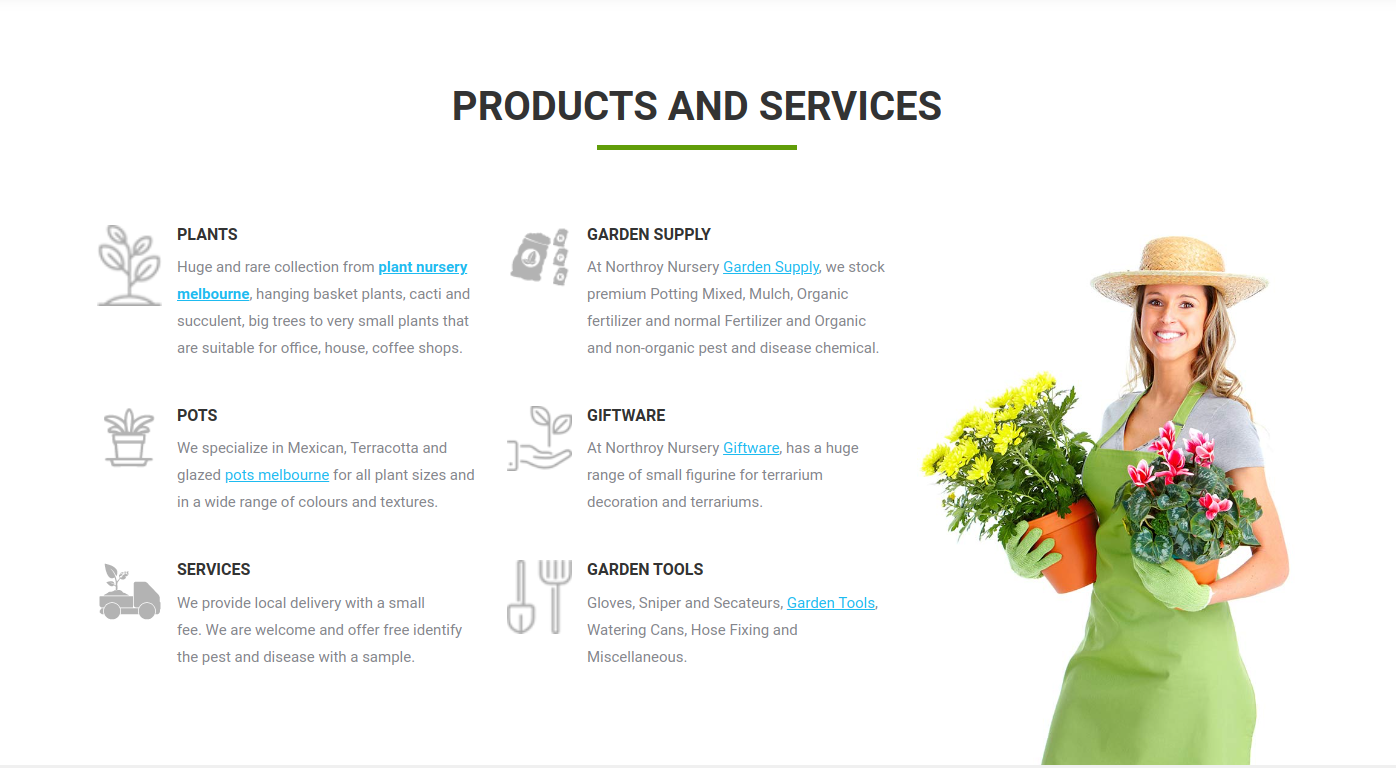 PRODUCTS AND SERVICES
PLANTS
Huge and rare collection from plant nursery
melbourne, hanging basket plants, cacti and
succulent, big trees to very small plants that
are suitable for office, house, coffee shops.
GARDEN SUPPLY
At Northroy Nursery Garden Supply, we stock
premium Potting Mixed, Mulch, Organic
fertilizer and normal Fertilizer and Organic
and non-organic pest and disease chemical.
POTS
We specialize in Mexican, Terracotta and
glazed pots melbourne for all plant sizes and
in a wide range of colours and textures.
GIFTWARE
At Northroy Nursery Giftware, has a huge
range of small figurine for terrarium
decoration and terrariums.
SERVICES
We provide local delivery with a small
fee. We are welcome and offer free identify
the pest and disease with a sample.
GARDEN TOOLS
Gloves, Sniper and Secateurs, Garden Tools,
Watering Cans, Hose Fixing and
Miscellaneous.